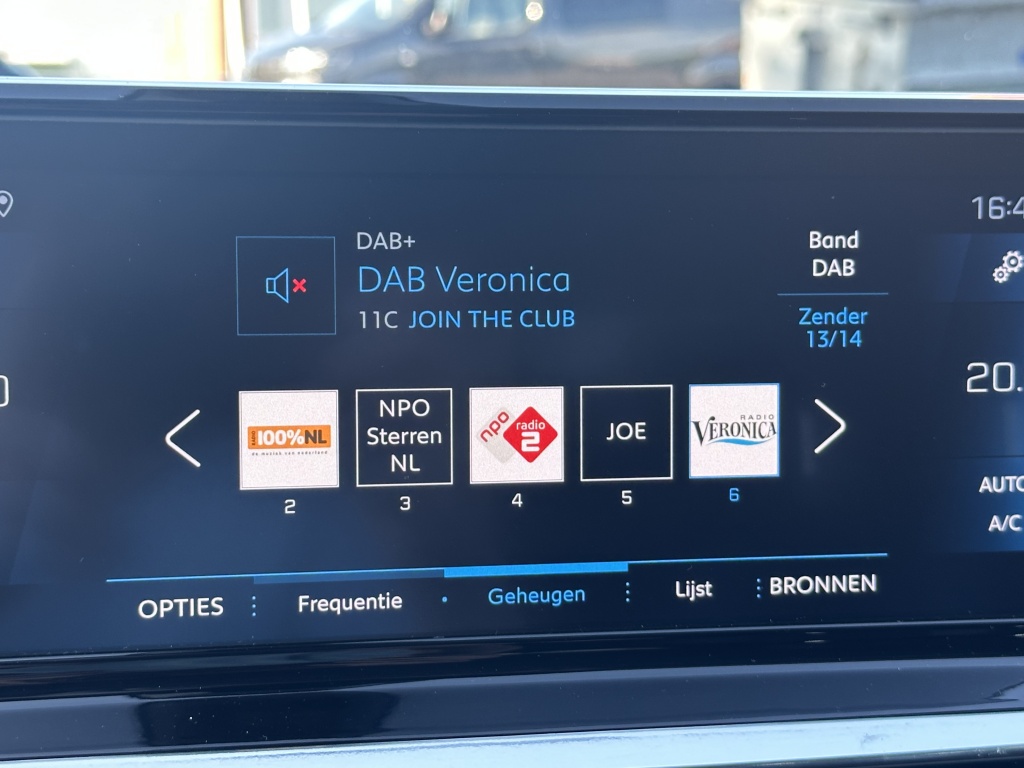 16:4
DAB+
DAB Veronica
11C JOIN THE CLUB
Band
DAB
Zender
13/14
20.
100%NL
NPO
Sterren
NL
npo
radio
2
JOE
RADIO
VERONICA
2
3
4
5
6
AUTO
A/C
OPTIES
Frequentie
Geheugen
Lijst
BRONNEN